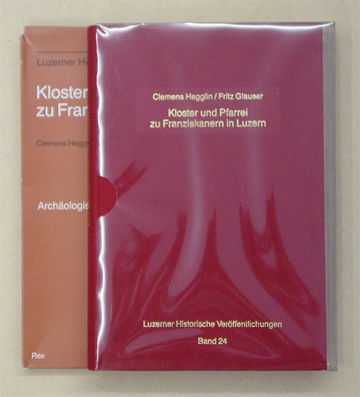 Luzerner Hi
Kloster
zu Fran
Clemens Heggl
Archäologis
Rex
Clemens Hegglin/Fritz Glauser
Kloster und Pfarrei
zu Franziskanern in Luzern
Luzerner Historische Veröffentlichungen
Band 24